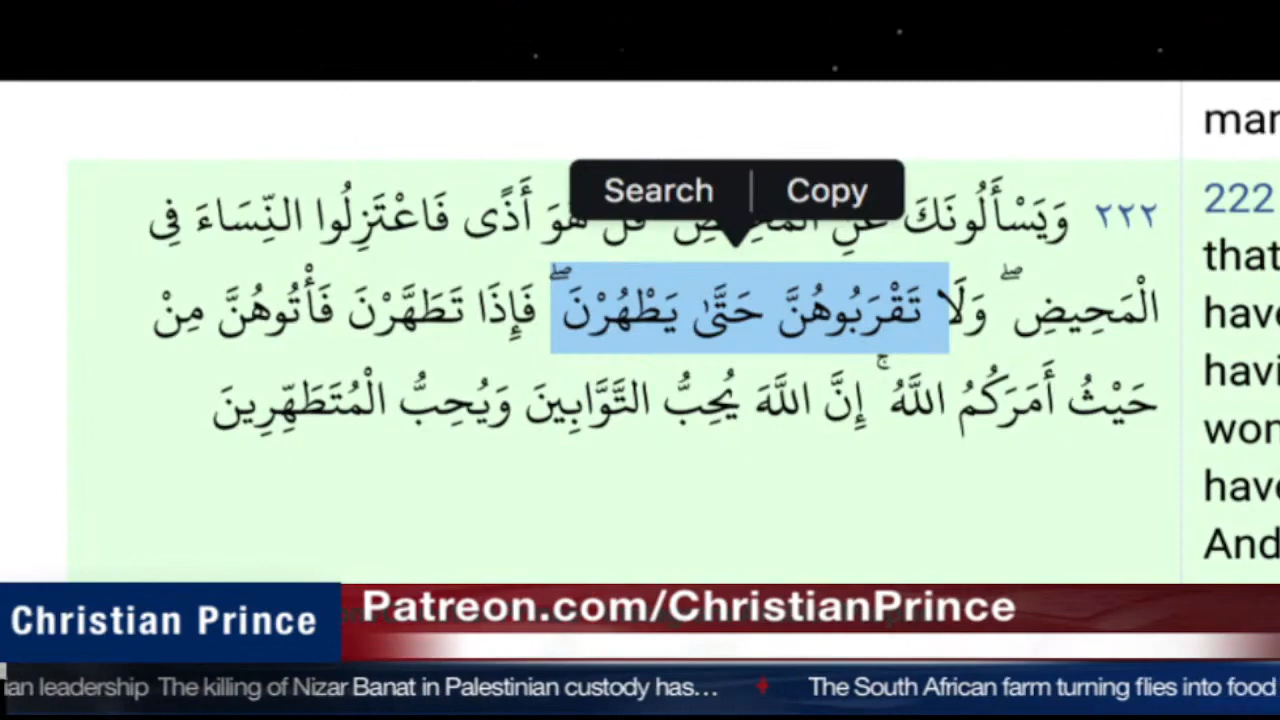 mar
Search
Copy
٢٢٢ وَيَسْأَلُونَكَ عَنِ الْمَحِيضِ قُلْ هُوَ أَذًى فَاعْتَزِلُوا النِّسَاءَ فِي
الْمَحِيضِ ۖ وَلَا تَقْرَبُوهُنَّ حَتَّىٰ يَطْهُرْنَ ۖ فَإِذَا تَطَهَّرْنَ فَأْتُوهُنَّ مِنْ
حَيْثُ أَمَرَكُمُ اللَّهُ ۚ إِنَّ اللَّهَ يُحِبُّ التَّوَّابِينَ وَيُحِبُّ الْمُتَطَهِّرِينَ
222
that
have
havi
wom
have
And
Christian Prince
Patreon.com/ChristianPrince
an leadership The killing of Nizar Banat in Palestinian custody has...
The South African farm turning flies into food